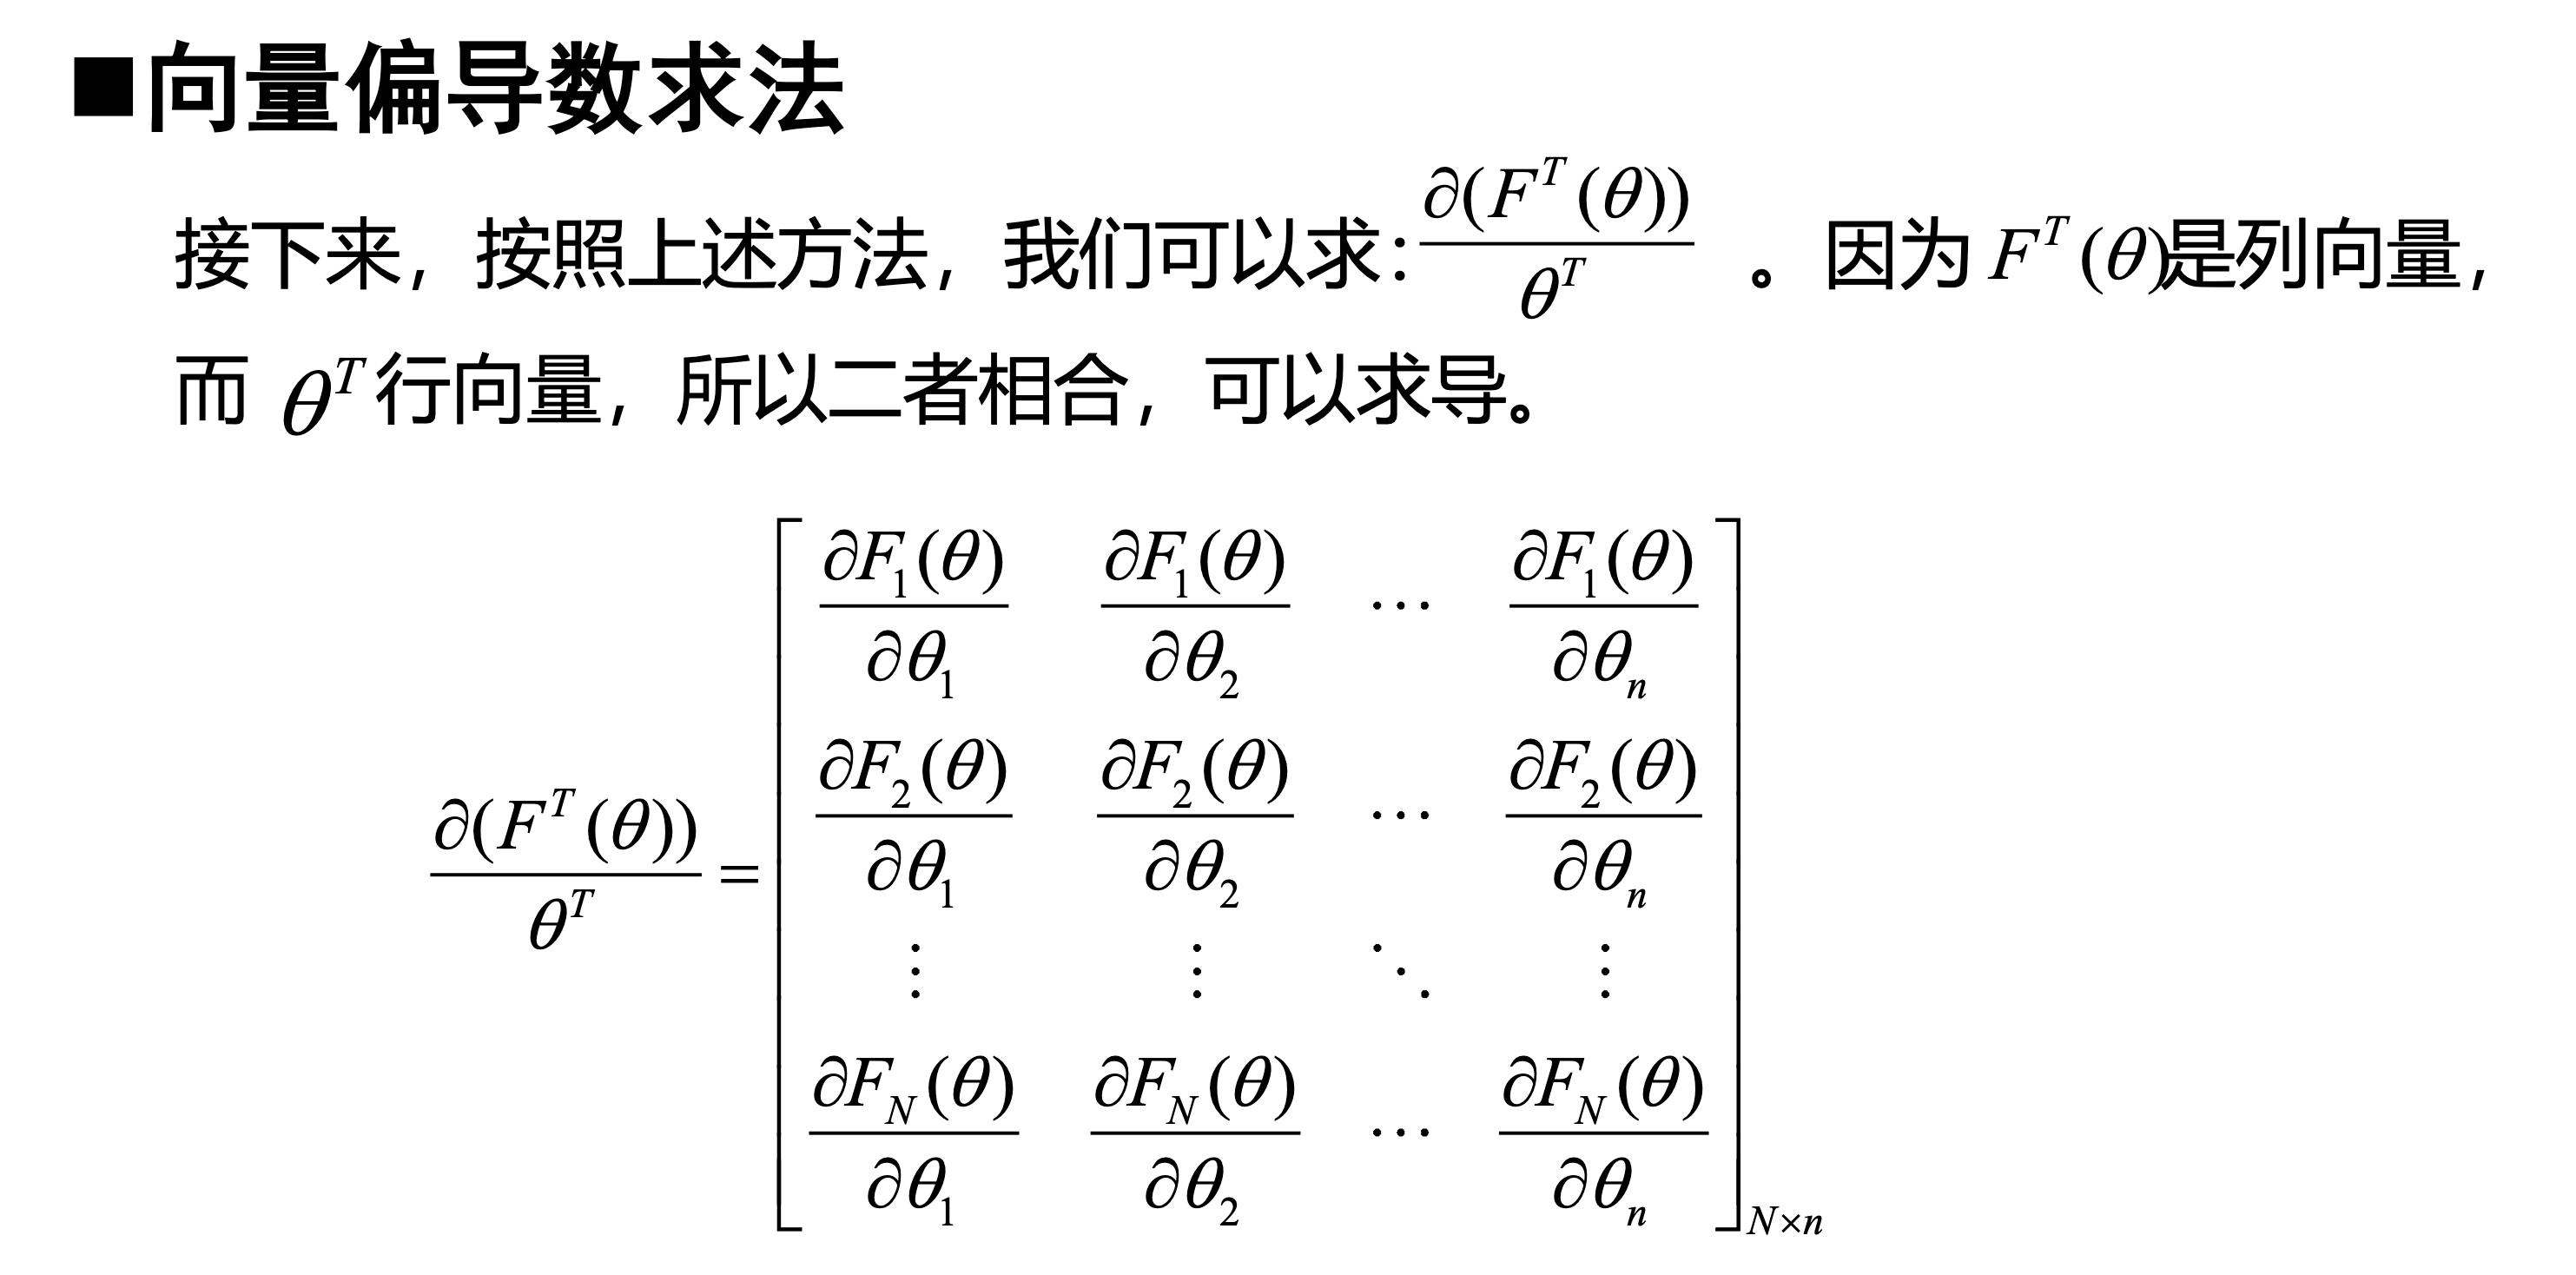 ■向量偏导数求法
接下来，按照上述方法，我们可以求：$\frac{\partial(F^T(\theta))}{\theta^T}$ 。因为 $F^T(\theta)$是列向量，
而 $\theta^T$行向量，所以二者相合，可以求导。
$\frac{\partial(F^T(\theta))}{\theta^T} = \begin{bmatrix} \frac{\partial F_1(\theta)}{\partial\theta_1} & \frac{\partial F_1(\theta)}{\partial\theta_2} & \cdots & \frac{\partial F_1(\theta)}{\partial\theta_n} \\ \frac{\partial F_2(\theta)}{\partial\theta_1} & \frac{\partial F_2(\theta)}{\partial\theta_2} & \cdots & \frac{\partial F_2(\theta)}{\partial\theta_n} \\ \vdots & \vdots & \ddots & \vdots \\ \frac{\partial F_N(\theta)}{\partial\theta_1} & \frac{\partial F_N(\theta)}{\partial\theta_2} & \cdots & \frac{\partial F_N(\theta)}{\partial\theta_n} \end{bmatrix}_{N\times n}$